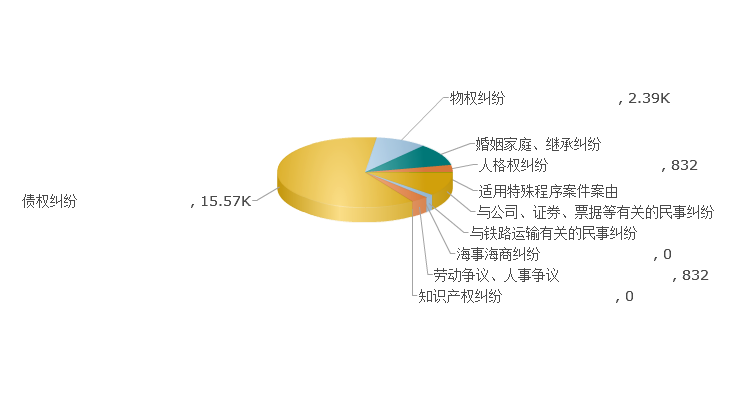 物权纠纷 , 2.39K
婚姻家庭、继承纠纷
人格权纠纷 , 832
适用特殊程序案件案由
债权纠纷 , 15.57K
与公司、证券、票据等有关的民事纠纷
与铁路运输有关的民事纠纷
海事海商纠纷 , 0
劳动争议、人事争议 , 832
知识产权纠纷 , 0